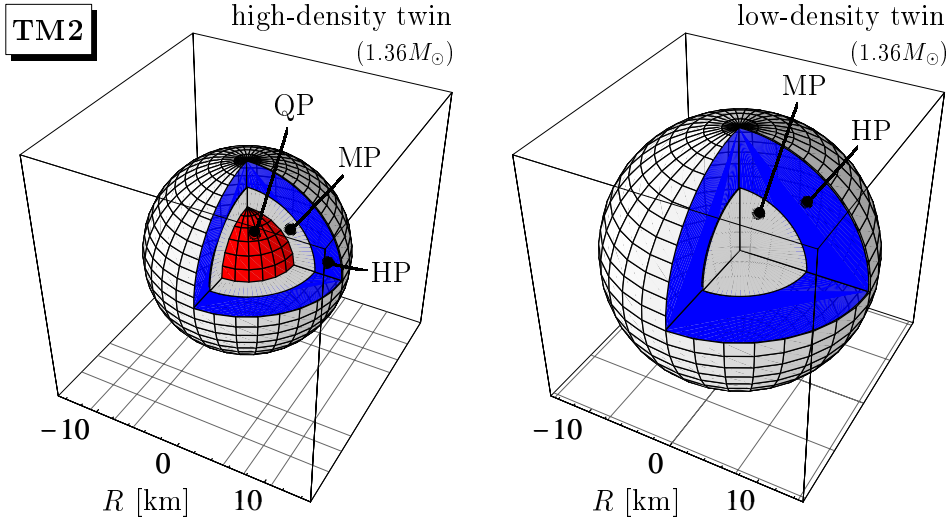 TM2
high-density twin
(1.36M⊙)
QP
MP
HP
−10
0
10
R [km]
low-density twin
(1.36M⊙)
MP
HP
−10
0
10
R [km]